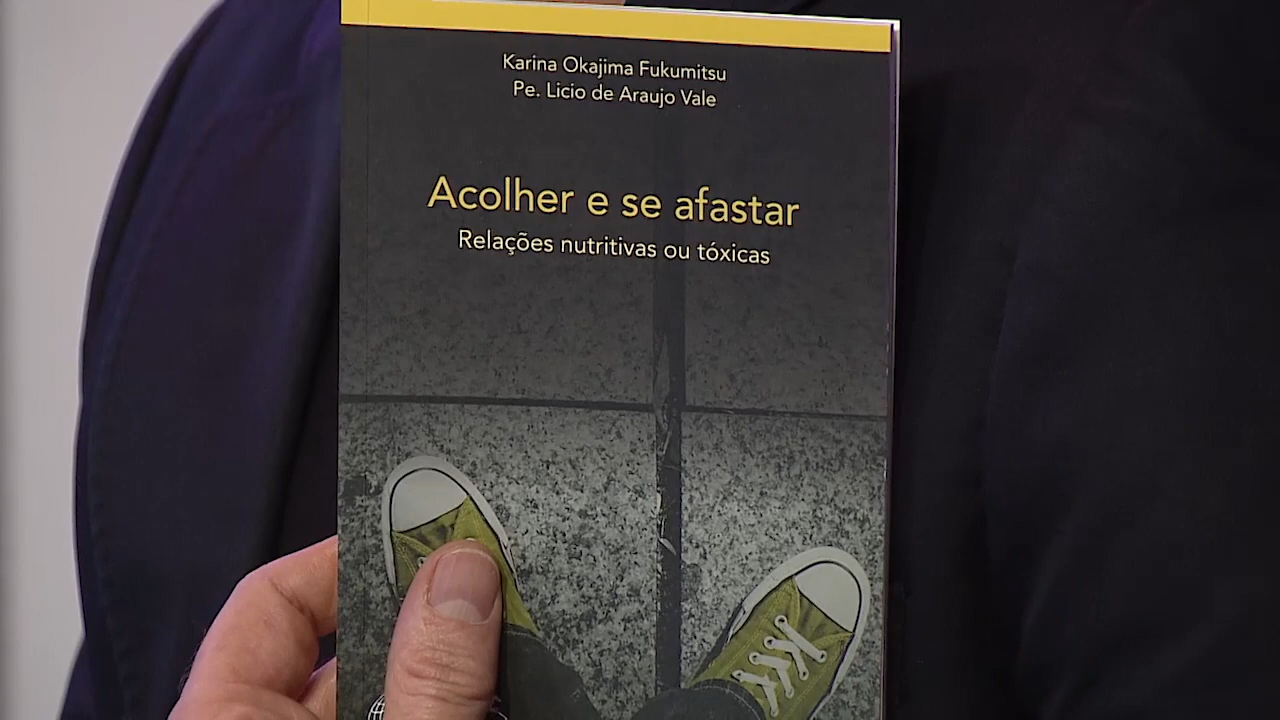 Karina Okajima Fukumitsu
Pe. Licio de Araujo Vale
Acolher e se afastar
Relações nutritivas ou tóxicas